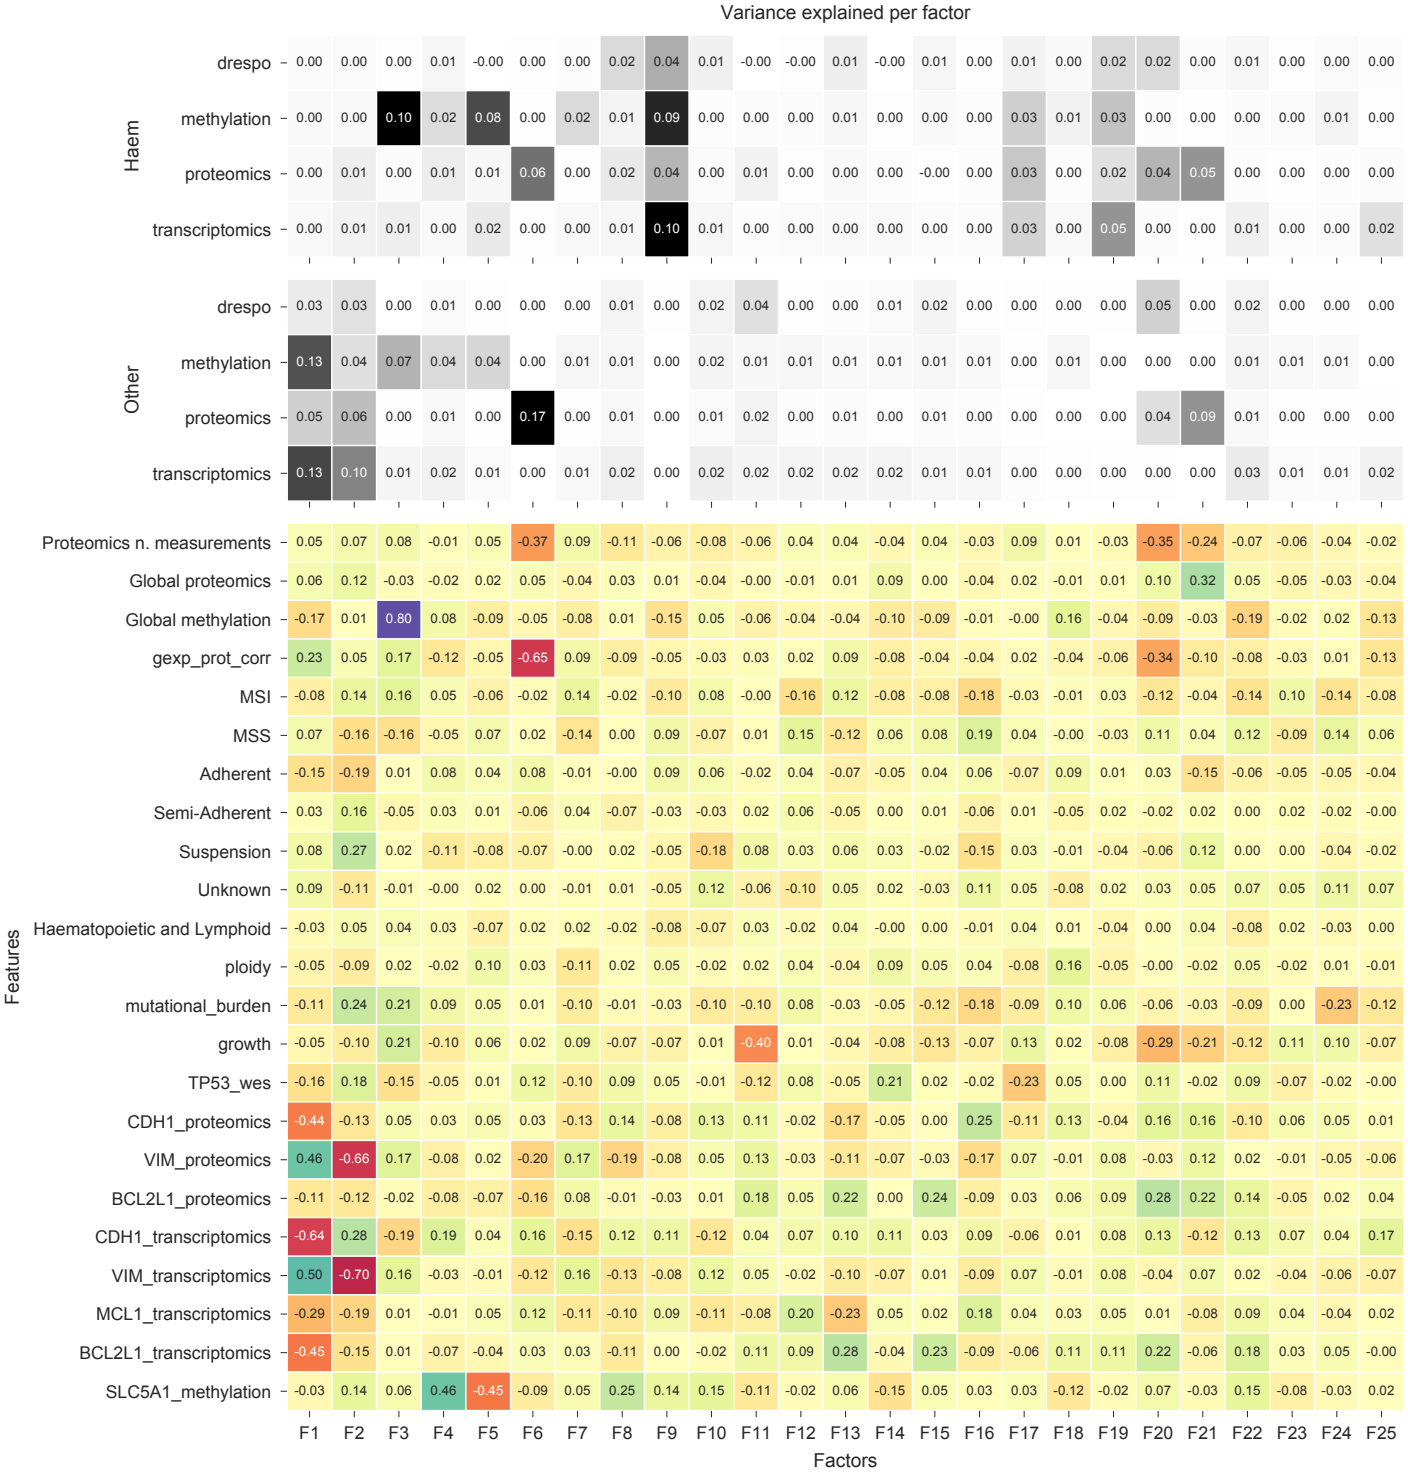 Variance explained per factor
Haem
drespo 0.00 0.00 0.00 0.01 -0.00 0.00 0.00 0.02 0.04 0.01 -0.00 -0.00 0.01 -0.00 0.01 0.00 0.01 0.00 0.02 0.02 0.00 0.01 0.00 0.00 0.00
methylation 0.00 0.00 0.10 0.02 0.08 0.00 0.02 0.01 0.09 0.00 0.00 0.00 0.01 0.00 0.00 0.00 0.03 0.01 0.03 0.00 0.00 0.00 0.00 0.01 0.00
proteomics 0.00 0.01 0.00 0.01 0.01 0.06 0.00 0.02 0.04 0.00 0.01 0.00 0.00 0.00 -0.00 0.00 0.03 0.00 0.02 0.04 0.05 0.00 0.00 0.00 0.00
transcriptomics 0.00 0.01 0.01 0.00 0.02 0.00 0.00 0.01 0.10 0.01 0.00 0.00 0.00 0.00 0.00 0.00 0.03 0.00 0.05 0.00 0.00 0.01 0.00 0.00 0.02
Other
drespo 0.03 0.03 0.00 0.01 0.00 0.00 0.00 0.01 0.00 0.02 0.04 0.00 0.00 0.01 0.02 0.00 0.00 0.00 0.00 0.05 0.00 0.02 0.00 0.00 0.00
methylation 0.13 0.04 0.07 0.04 0.04 0.00 0.01 0.01 0.00 0.02 0.01 0.01 0.01 0.01 0.01 0.01 0.00 0.01 0.00 0.00 0.00 0.01 0.01 0.01 0.00
proteomics 0.05 0.06 0.00 0.01 0.00 0.17 0.00 0.01 0.00 0.01 0.02 0.00 0.01 0.00 0.01 0.00 0.00 0.00 0.00 0.04 0.09 0.01 0.00 0.00 0.00
transcriptomics 0.13 0.10 0.01 0.02 0.01 0.00 0.01 0.02 0.00 0.02 0.02 0.02 0.02 0.02 0.01 0.01 0.00 0.00 0.00 0.00 0.00 0.03 0.01 0.01 0.02
Features
Proteomics n. measurements 0.05 0.07 0.08 -0.01 0.05 -0.37 0.09 -0.11 -0.06 -0.08 -0.06 0.04 0.04 -0.04 0.04 -0.03 0.09 0.01 -0.03 -0.35 -0.24 -0.07 -0.06 -0.04 -0.02
Global proteomics 0.06 0.12 -0.03 -0.02 0.02 0.05 -0.04 0.03 0.01 -0.04 -0.00 -0.01 0.01 0.09 0.00 -0.04 0.02 -0.01 0.01 0.10 0.32 0.05 -0.05 -0.03 -0.04
Global methylation -0.17 0.01 0.80 0.08 -0.09 -0.05 -0.08 0.01 -0.15 0.05 -0.06 -0.04 -0.04 -0.10 -0.09 -0.01 -0.00 0.16 -0.04 -0.09 -0.03 -0.19 -0.02 0.02 -0.13
gexp_prot_corr 0.23 0.05 0.17 -0.12 -0.05 -0.65 0.09 -0.09 -0.05 -0.03 0.03 0.02 0.09 -0.08 -0.04 -0.04 0.02 -0.04 -0.06 -0.34 -0.10 -0.08 -0.03 0.01 -0.13
MSI -0.08 0.14 0.16 0.05 -0.06 -0.02 0.14 -0.02 -0.10 0.08 -0.00 -0.16 0.12 -0.08 -0.08 -0.18 -0.03 -0.01 0.03 -0.12 -0.04 -0.14 0.10 -0.14 -0.08
MSS 0.07 -0.16 -0.16 -0.05 0.07 0.02 -0.14 0.00 0.09 -0.07 0.01 0.15 -0.12 0.06 0.08 0.19 0.04 -0.00 -0.03 0.11 0.04 0.12 -0.09 0.14 0.06
Adherent -0.15 -0.19 0.01 0.08 0.04 0.08 -0.01 -0.00 0.09 0.06 -0.02 0.04 -0.07 -0.05 0.04 0.06 -0.07 0.09 0.01 0.03 -0.15 -0.06 -0.05 -0.05 -0.04
Semi-Adherent 0.03 0.16 -0.05 0.03 0.01 -0.06 0.04 -0.07 -0.03 -0.03 0.02 0.06 -0.05 0.00 0.01 -0.06 0.01 -0.05 0.02 -0.02 0.02 0.00 0.02 -0.02 -0.00
Suspension 0.08 0.27 0.02 -0.11 -0.08 -0.07 -0.00 0.02 -0.05 -0.18 0.08 0.03 0.06 0.03 -0.02 -0.15 0.03 -0.01 -0.04 -0.06 0.12 0.00 0.00 -0.04 -0.02
Unknown 0.09 -0.11 -0.01 -0.00 0.02 0.00 -0.01 0.01 -0.05 0.12 -0.06 -0.10 0.05 0.02 -0.03 0.11 0.05 -0.08 0.02 0.03 0.05 0.07 0.05 0.11 0.07
Haematopoietic and Lymphoid -0.03 0.05 0.04 0.03 -0.07 0.02 0.02 -0.02 -0.08 -0.07 0.03 -0.02 0.04 -0.00 0.00 -0.01 0.04 0.01 -0.04 0.00 0.04 -0.08 0.02 -0.03 0.00
ploidy -0.05 -0.09 0.02 -0.02 0.10 0.03 -0.11 0.02 0.05 -0.02 0.02 0.04 -0.04 0.09 0.05 0.04 -0.08 0.16 -0.05 -0.00 -0.02 0.05 -0.02 0.01 -0.01
mutational_burden -0.11 0.24 0.21 0.09 0.05 0.01 -0.10 -0.01 -0.03 -0.10 -0.10 0.08 -0.03 -0.05 -0.12 -0.18 -0.09 0.10 0.06 -0.06 -0.03 -0.09 0.00 -0.23 -0.12
growth -0.05 -0.10 0.21 -0.10 0.06 0.02 0.09 -0.07 -0.07 0.01 -0.40 0.01 -0.04 -0.08 -0.13 -0.07 0.13 0.02 -0.08 -0.29 -0.21 -0.12 0.11 0.10 -0.07
TP53_wes -0.16 0.18 -0.15 -0.05 0.01 0.12 -0.10 0.09 0.05 -0.01 -0.12 0.08 -0.05 0.21 0.02 -0.02 -0.23 0.05 0.00 0.11 -0.02 0.09 -0.07 -0.02 -0.00
CDH1_proteomics -0.44 -0.13 0.05 0.03 0.05 0.03 -0.13 0.14 -0.08 0.13 0.11 -0.02 -0.17 -0.05 0.00 0.25 -0.11 0.13 -0.04 0.16 0.16 -0.10 0.06 0.05 0.01
VIM_proteomics 0.46 -0.66 0.17 -0.08 0.02 -0.20 0.17 -0.19 -0.08 0.05 0.13 -0.03 -0.11 -0.07 -0.03 -0.17 0.07 -0.01 0.08 -0.03 0.12 0.02 -0.01 -0.05 -0.06
BCL2L1_proteomics -0.11 -0.12 -0.02 -0.08 -0.07 -0.16 0.08 -0.01 -0.03 0.01 0.18 0.05 0.22 0.00 0.24 -0.09 0.03 0.06 0.09 0.28 0.22 0.14 -0.05 0.02 0.04
CDH1_transcriptomics -0.64 0.28 -0.19 0.19 0.04 0.16 -0.15 0.12 0.11 -0.12 0.04 0.07 0.10 0.11 0.03 0.09 -0.06 0.01 0.08 0.13 -0.12 0.13 0.07 0.04 0.17
VIM_transcriptomics 0.50 -0.70 0.16 -0.03 -0.01 -0.12 0.16 -0.13 -0.08 0.12 0.05 -0.02 -0.10 -0.07 0.01 -0.09 0.07 -0.01 0.08 -0.04 0.07 0.02 -0.04 -0.06 -0.07
MCL1_transcriptomics -0.29 -0.19 0.01 -0.01 0.05 0.12 -0.11 -0.10 0.09 -0.11 -0.08 0.20 -0.23 0.05 0.02 0.18 0.04 0.03 0.05 0.01 -0.08 0.09 0.04 -0.04 0.02
BCL2L1_transcriptomics -0.45 -0.15 0.01 -0.07 -0.04 0.03 0.03 -0.11 0.00 -0.02 0.11 0.09 0.28 -0.04 0.23 -0.09 -0.06 0.11 0.11 0.22 -0.06 0.18 0.03 0.05 -0.00
SLC5A1_methylation -0.03 0.14 0.06 0.46 -0.45 -0.09 0.05 0.25 0.14 0.15 -0.11 -0.02 0.06 -0.15 0.05 0.03 0.03 -0.12 -0.02 0.07 -0.03 0.15 -0.08 -0.03 0.02
F1 F2 F3 F4 F5 F6 F7 F8 F9 F10 F11 F12 F13 F14 F15 F16 F17 F18 F19 F20 F21 F22 F23 F24 F25
Factors